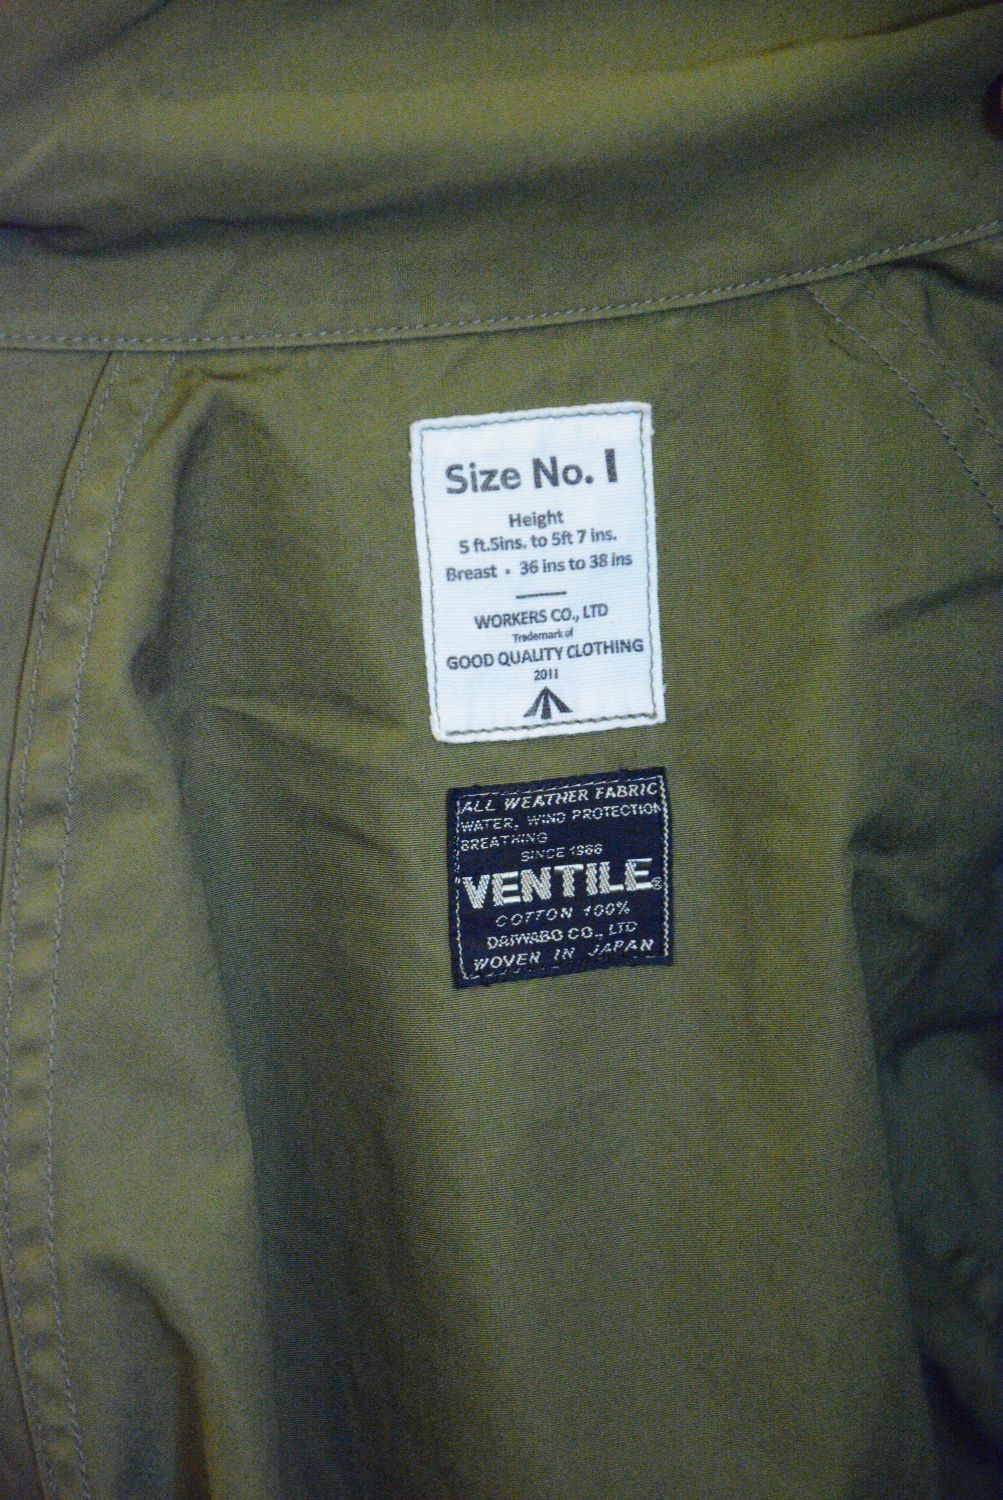 Size No. 1
Height
5 ft.5ins. to 5ft 7 ins.
Breast • 36 ins to 38 ins
WORKERS CO., LTD
Trademark of
GOOD QUALITY CLOTHING
2011
ALL WEATHER FABRIC
WATER, WIND PROTECTION
BREATHING
SINCE 1988
"VENTILE®
COTTON 100%
DAIWABO CO., LTD
WOVEN IN JAPAN